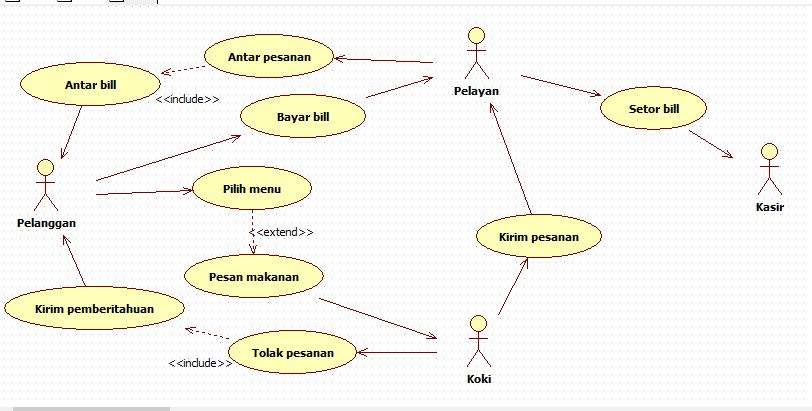 Antar pesanan
Antar bill
<<include>>
Pelayan
Bayar bill
Setor bill
Pilih menu
Kasir
Pelanggan
<<extend>>
Kirim pesanan
Pesan makanan
Kirim pemberitahuan
Tolak pesanan
<<include>>
Koki